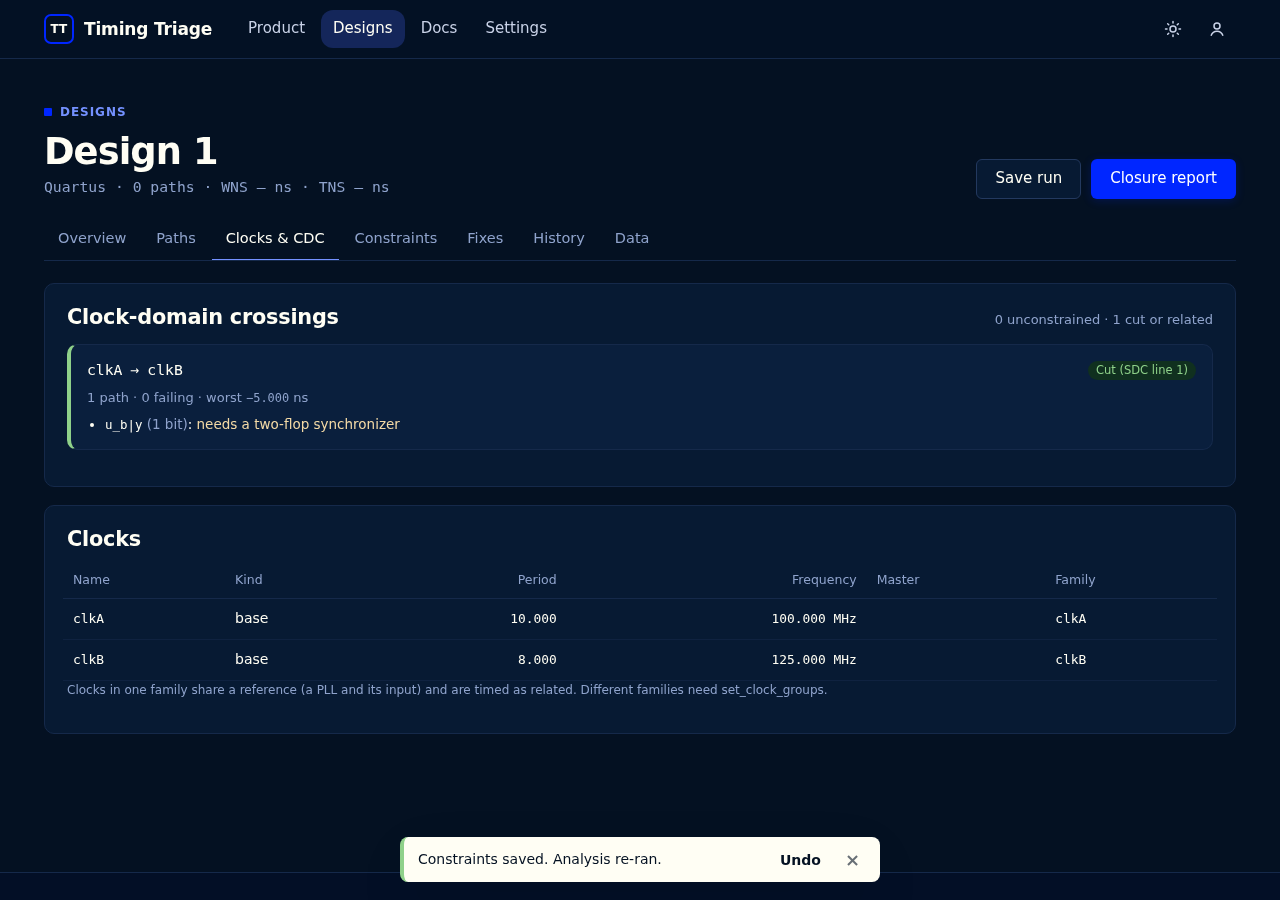 TT Timing Triage Product Designs Docs Settings
DESIGNS
Design 1
Quartus · 0 paths · WNS — ns · TNS — ns
Save run Closure report
Overview Paths Clocks & CDC Constraints Fixes History Data
Clock-domain crossings
0 unconstrained · 1 cut or related
clkA → clkB
Cut (SDC line 1)
1 path · 0 failing · worst −5.000 ns
• u_b|y (1 bit): needs a two-flop synchronizer
Clocks
Name Kind Period Frequency Master Family
clkA base 10.000 100.000 MHz clkA
clkB base 8.000 125.000 MHz clkB
Clocks in one family share a reference (a PLL and its input) and are timed as related. Different families need set_clock_groups.
Constraints saved. Analysis re-ran. Undo ×